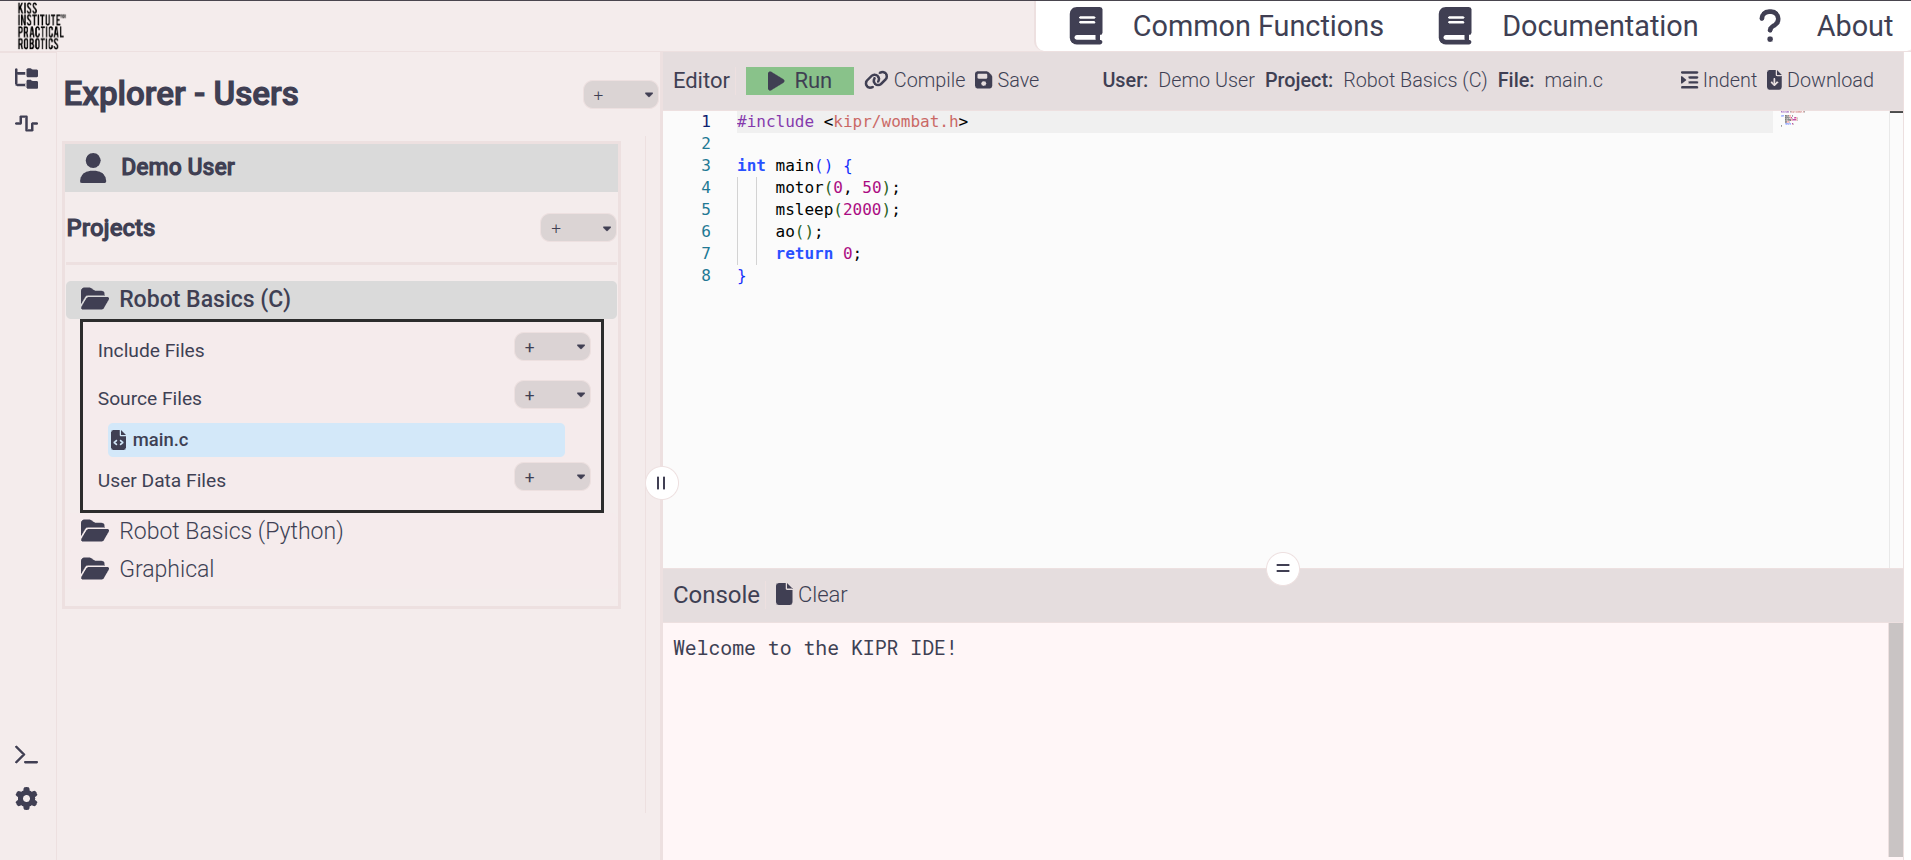 KISS
INSTITUTE
PRACTICAL
ROBOTICS
Common Functions
Documentation
? About
Explorer - Users
+
Demo User
Projects
+
Robot Basics (C)
Include Files
+
Source Files
+
main.c
User Data Files
+
Robot Basics (Python)
Graphical
Editor Run Compile Save User: Demo User Project: Robot Basics (C) File: main.c Indent Download
1 #include <kipr/wombat.h>
2
3 int main() {
4     motor(0, 50);
5     msleep(2000);
6     ao();
7     return 0;
8 }
Console Clear
Welcome to the KIPR IDE!